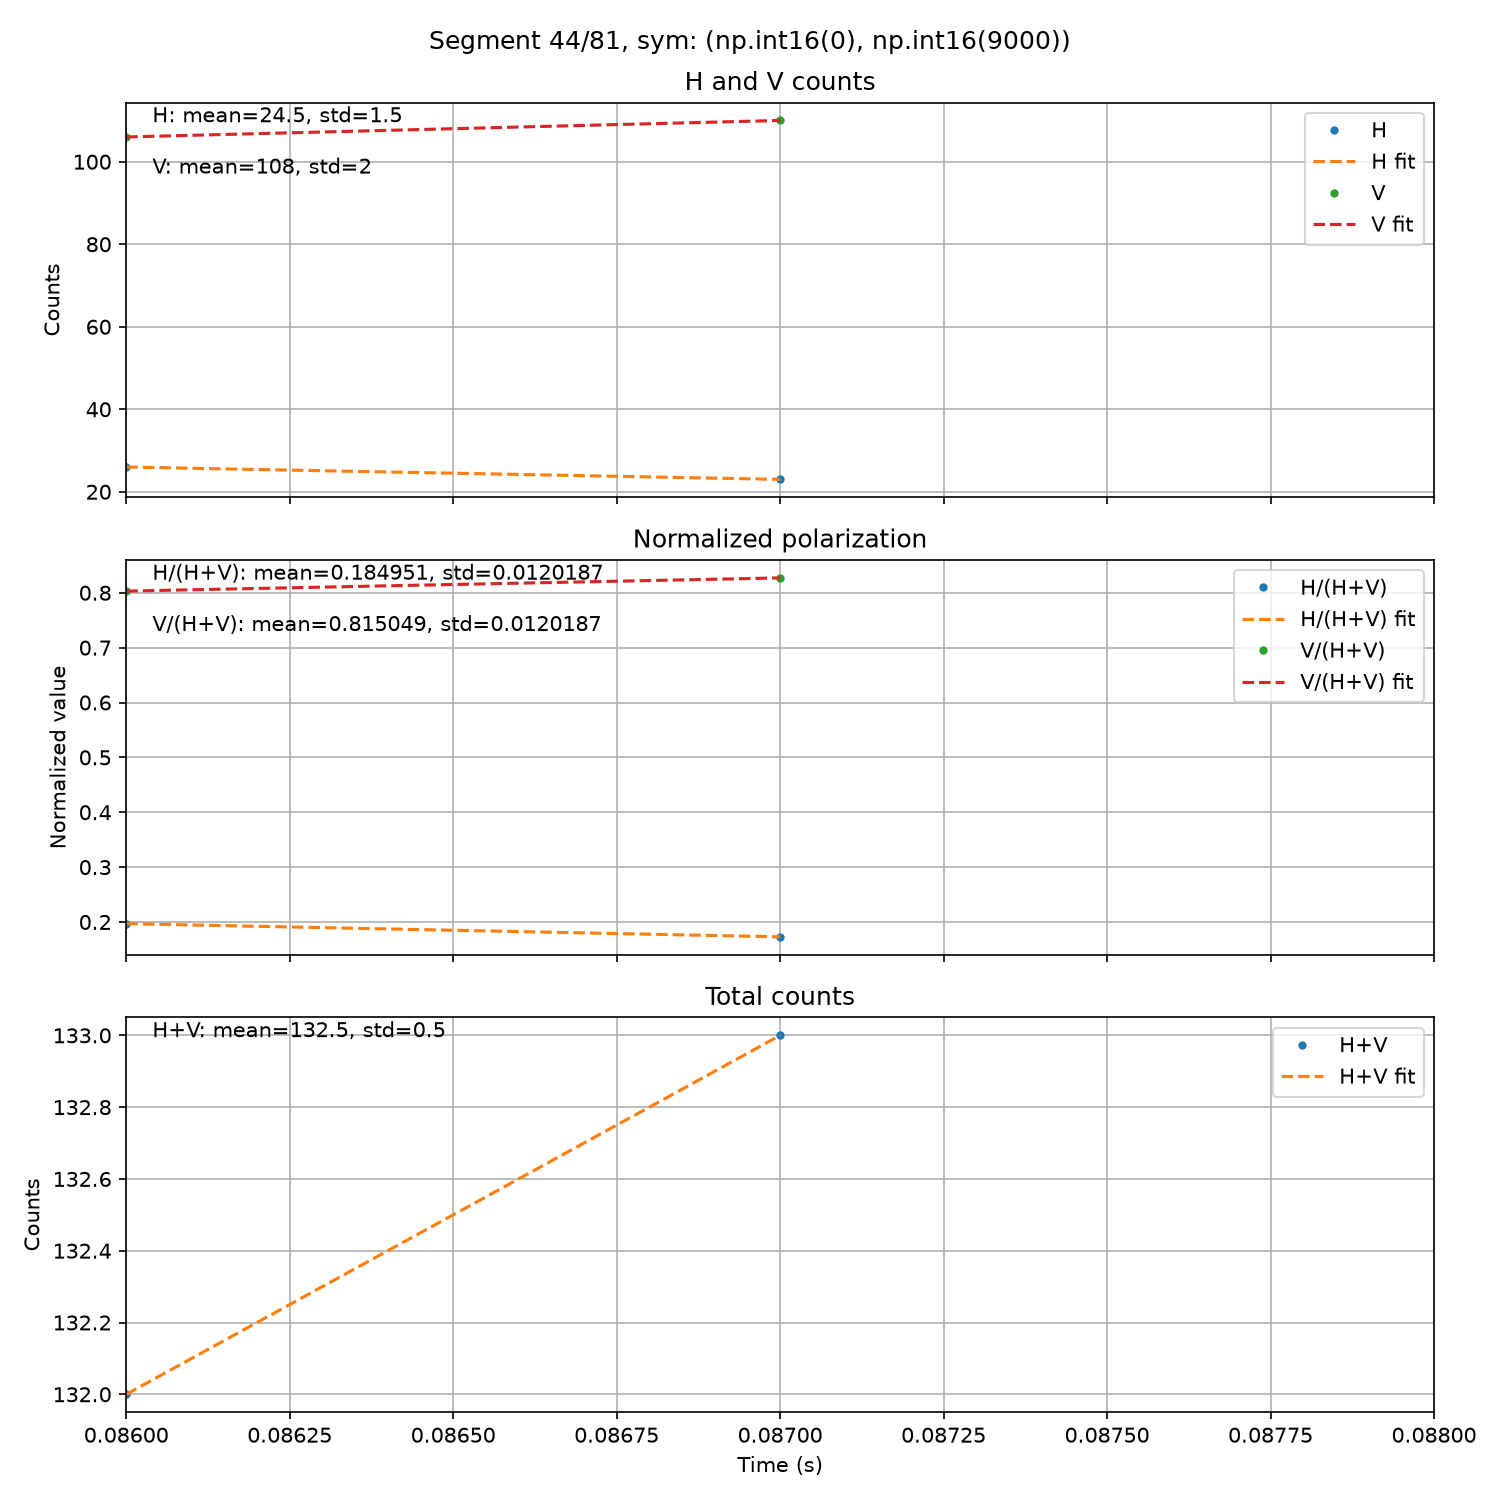 Segment 44/81, sym: (np.int16(0), np.int16(9000))
H and V counts
H: mean=24.5, std=1.5
V: mean=108, std=2
H
H fit
V
V fit
100
80
60
40
20
Counts
Normalized polarization
H/(H+V): mean=0.184951, std=0.0120187
V/(H+V): mean=0.815049, std=0.0120187
H/(H+V)
H/(H+V) fit
V/(H+V)
V/(H+V) fit
0.8
0.7
0.6
0.5
0.4
0.3
0.2
Normalized value
Total counts
H+V: mean=132.5, std=0.5
H+V
H+V fit
133.0
132.8
132.6
132.4
132.2
132.0
Counts
0.08600 0.08625 0.08650 0.08675 0.08700 0.08725 0.08750 0.08775 0.08800
Time (s)